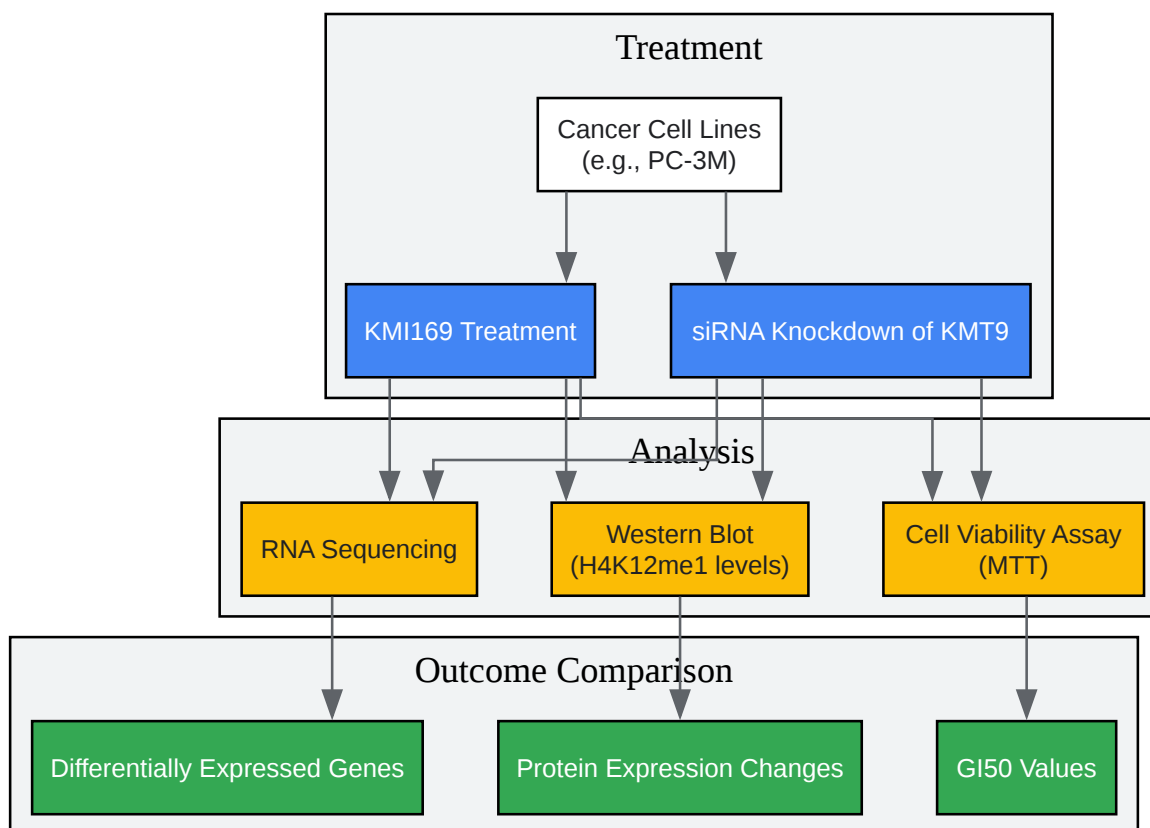 Treatment
Cancer Cell Lines
(e.g., PC-3M)
KMI169 Treatment
siRNA Knockdown of KMT9
Analysis
RNA Sequencing
Western Blot
(H4K12me1 levels)
Cell Viability Assay
(MTT)
Outcome Comparison
Differentially Expressed Genes
Protein Expression Changes
GI50 Values